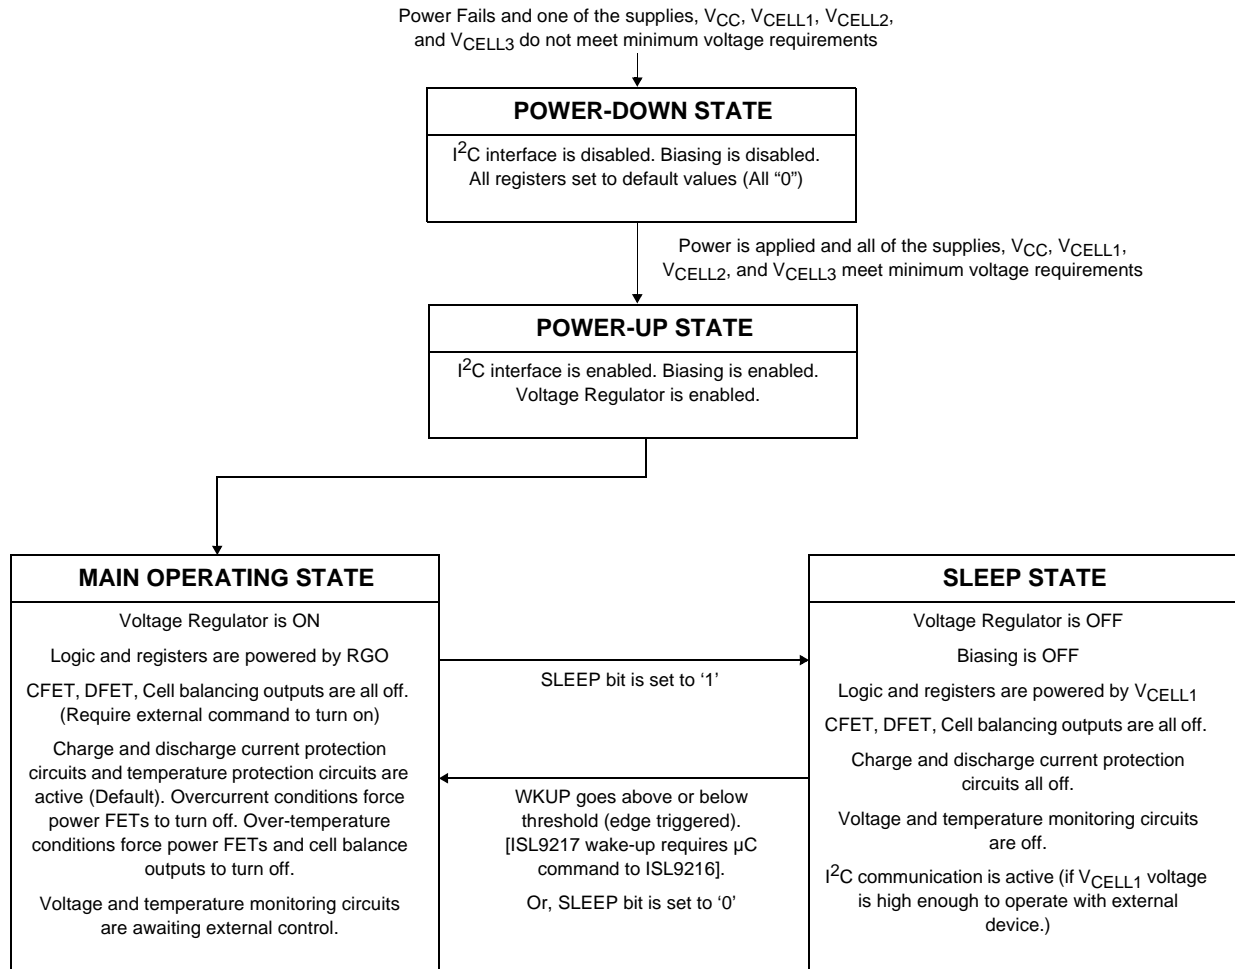 Power Fails and one of the supplies, VCC, VCELL1, VCELL2,
and VCELL3 do not meet minimum voltage requirements
POWER-DOWN STATE
I2C interface is disabled. Biasing is disabled.
All registers set to default values (All “0”)
Power is applied and all of the supplies, VCC, VCELL1,
VCELL2, and VCELL3 meet minimum voltage requirements
POWER-UP STATE
I2C interface is enabled. Biasing is enabled.
Voltage Regulator is enabled.
MAIN OPERATING STATE
Voltage Regulator is ON
Logic and registers are powered by RGO
CFET, DFET, Cell balancing outputs are all off.
(Require external command to turn on)
Charge and discharge current protection
circuits and temperature protection circuits are
active (Default). Overcurrent conditions force
power FETs to turn off. Over-temperature
conditions force power FETs and cell balance
outputs to turn off.
Voltage and temperature monitoring circuits
are awaiting external control.
SLEEP bit is set to ‘1’
WKUP goes above or below
threshold (edge triggered).
[ISL9217 wake-up requires µC
command to ISL9216].
Or, SLEEP bit is set to ‘0’
SLEEP STATE
Voltage Regulator is OFF
Biasing is OFF
Logic and registers are powered by VCELL1
CFET, DFET, Cell balancing outputs are all off.
Charge and discharge current protection
circuits all off.
Voltage and temperature monitoring circuits
are off.
I2C communication is active (if VCELL1 voltage
is high enough to operate with external
device.)